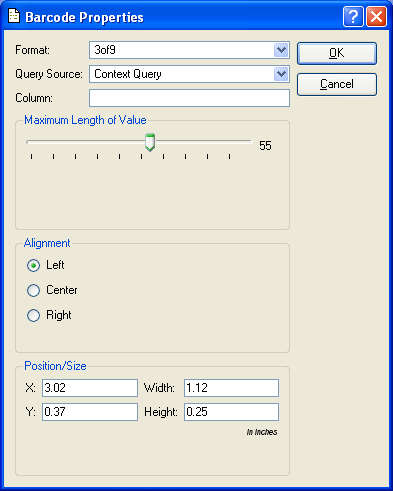 Barcode Properties
Format: 3of9 OK
Query Source: Context Query Cancel
Column:
Maximum Length of Value
55
Alignment
Left
Center
Right
Position/Size
X: 3.02 Width: 1.12
Y: 0.37 Height: 0.25
in inches